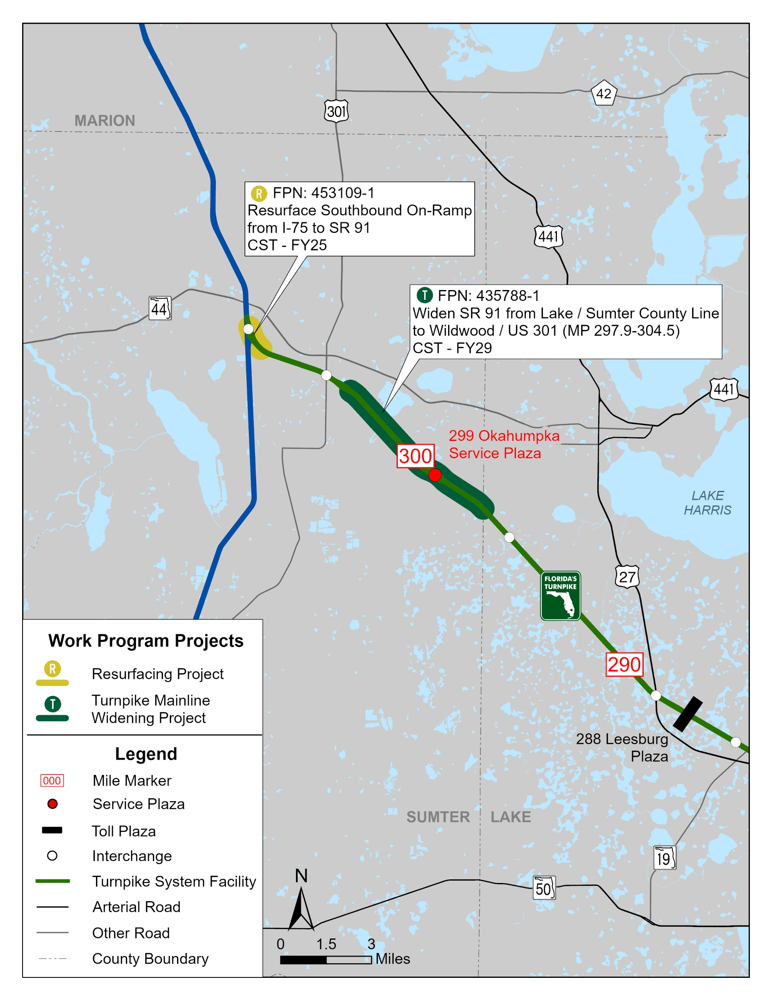 42
301
MARION
R FPN: 453109-1
Resurface Southbound On-Ramp
from I-75 to SR 91
CST - FY25
441
T FPN: 435788-1
Widen SR 91 from Lake / Sumter County Line
to Wildwood / US 301 (MP 297.9-304.5)
CST - FY29
44
441
299 Okahumpka
Service Plaza
300
LAKE
HARRIS
27
FLORIDA'S
TURNPIKE
290
288 Leesburg
Plaza
SUMTER
LAKE
19
50
Work Program Projects
R
Resurfacing Project
T
Turnpike Mainline
Widening Project
Legend
000 Mile Marker
Service Plaza
Toll Plaza
Interchange
Turnpike System Facility
Arterial Road
Other Road
County Boundary
N
0 1.5 3
Miles